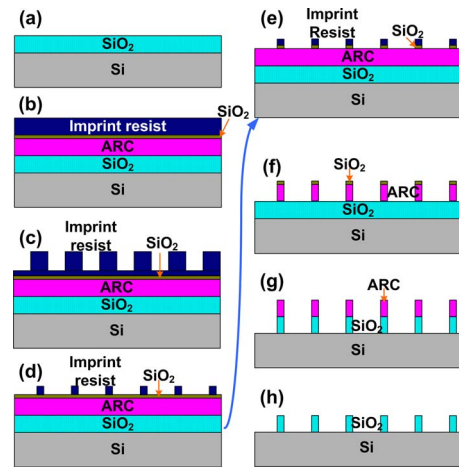 (a)
SiO2
Si
(b)
SiO2
Imprint resist
ARC
SiO2
Si
(c)
Imprint
resist
SiO2
ARC
SiO2
Si
(d)
Imprint
resist
SiO2
ARC
SiO2
Si
(e)
Imprint
Resist
SiO2
ARC
SiO2
Si
(f)
SiO2
ARC
SiO2
Si
(g)
ARC
SiO2
Si
(h)
SiO2
Si